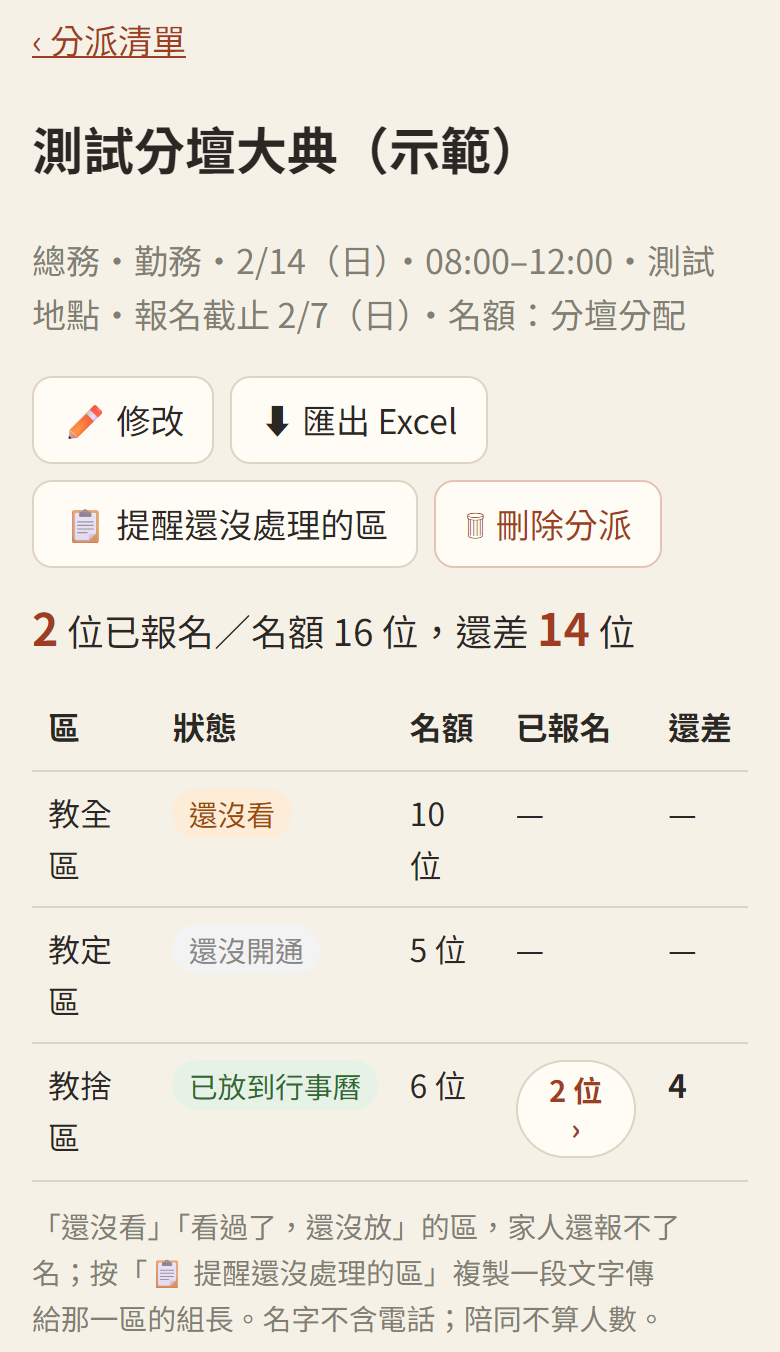 ‹ 分派清單
測試分壇大典（示範）
總務・勤務・2/14（日）・08:00–12:00・測試
地點・報名截止 2/7（日）・名額：分壇分配
修改
匯出 Excel
提醒還沒處理的區
刪除分派
2 位已報名／名額 16 位，還差 14 位
區 狀態 名額 已報名 還差
教全區 還沒看 10 位 — —
教定區 還沒開通 5 位 — —
教捨區 已放到行事曆 6 位 2 位 › 4
「還沒看」「看過了，還沒放」的區，家人還報不了
名；按「📋 提醒還沒處理的區」複製一段文字傳
給那一區的組長。名字不含電話；陪同不算人數。